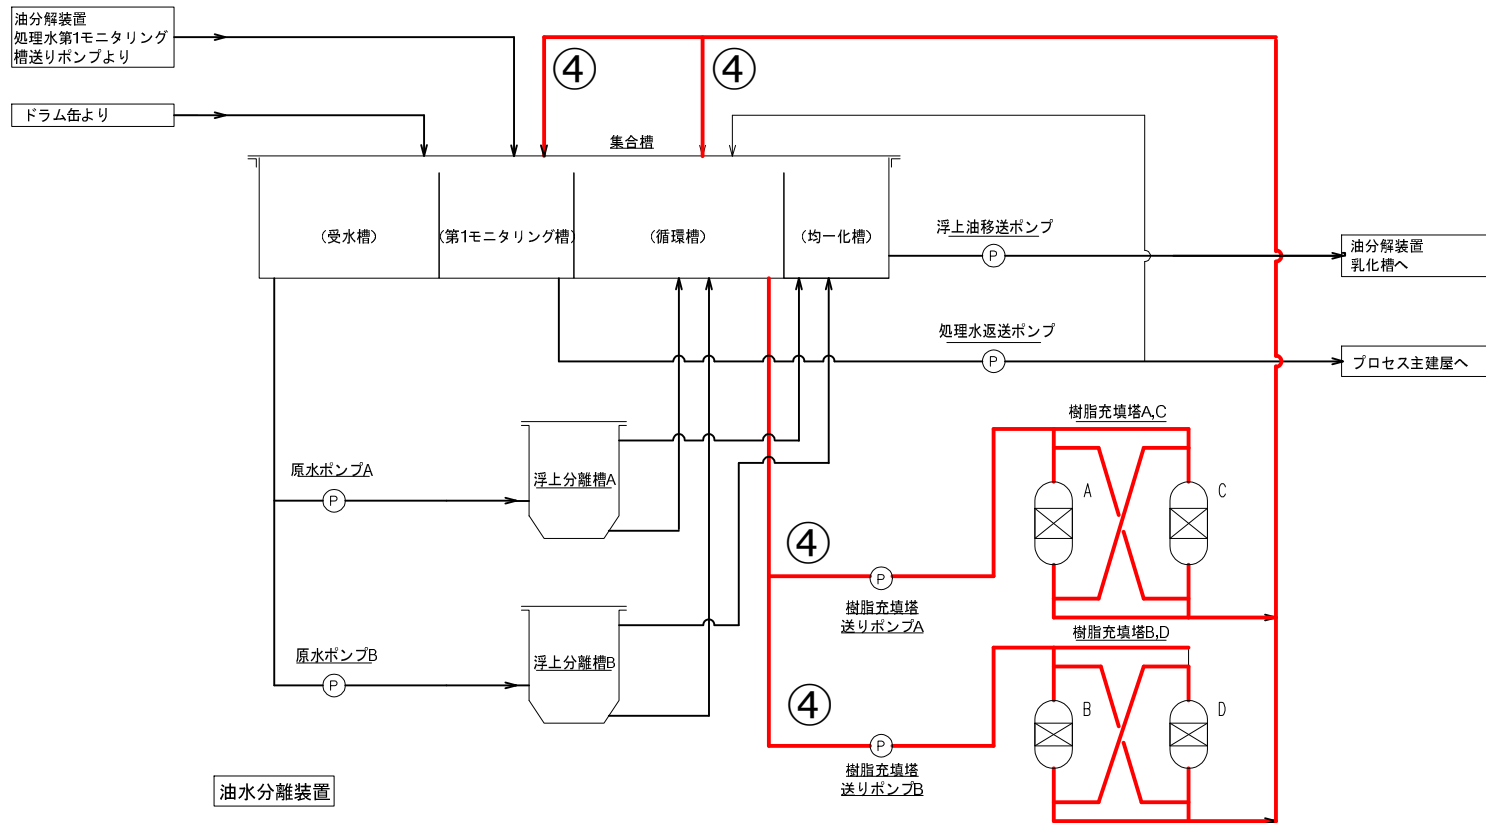 油分解装置
処理水第1モニタリング
槽送りポンプより
④
④
ドラム缶より
集合槽
(受水槽)
(第1モニタリング槽)
(循環槽)
(均一化槽)
浮上油移送ポンプ
P
油分解装置
乳化槽へ
処理水返送ポンプ
P
プロセス主建屋へ
樹脂充填塔A,C
原水ポンプA
P
浮上分離槽A
A
C
④
P
樹脂充填塔
送りポンプA
樹脂充填塔B,D
原水ポンプB
P
浮上分離槽B
④
B
D
P
樹脂充填塔
送りポンプB
油水分離装置